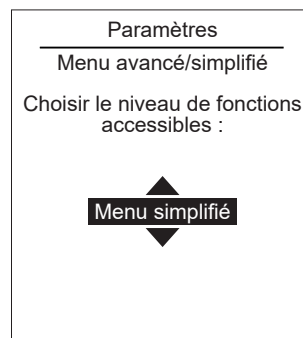 Paramètres
Menu avancé/simplifié
Choisir le niveau de fonctions
accessibles :
Menu simplifié